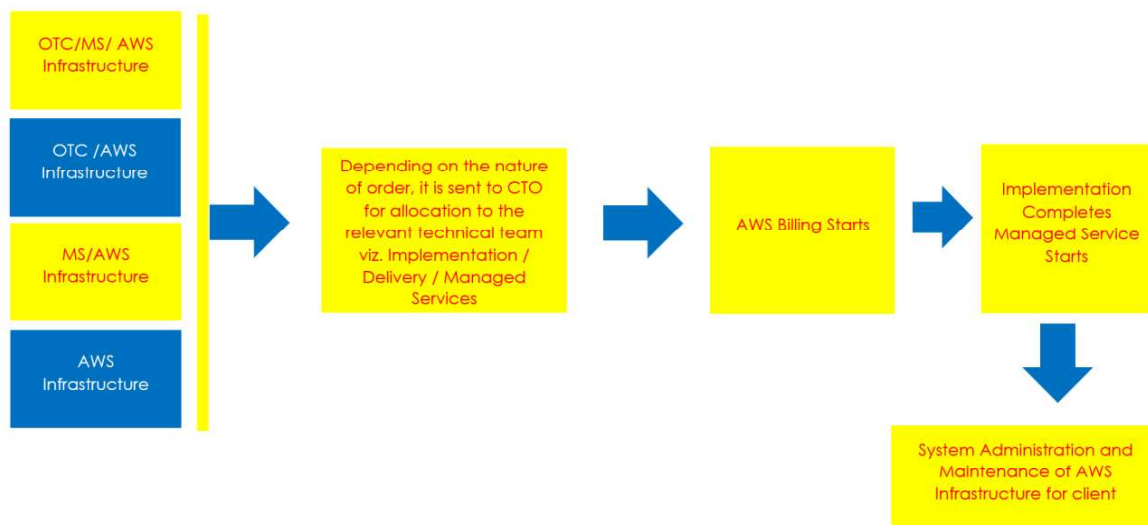 OTC/MS/ AWS
Infrastructure
OTC /AWS
Infrastructure
MS/AWS
Infrastructure
AWS
Infrastructure
Depending on the nature
of order, it is sent to CTO
for allocation to the
relevant technical team
viz. Implementation /
Delivery / Managed
Services
AWS Billing Starts
Implementation
Completes
Managed Service
Starts
System Administration and
Maintenance of AWS
Infrastructure for client